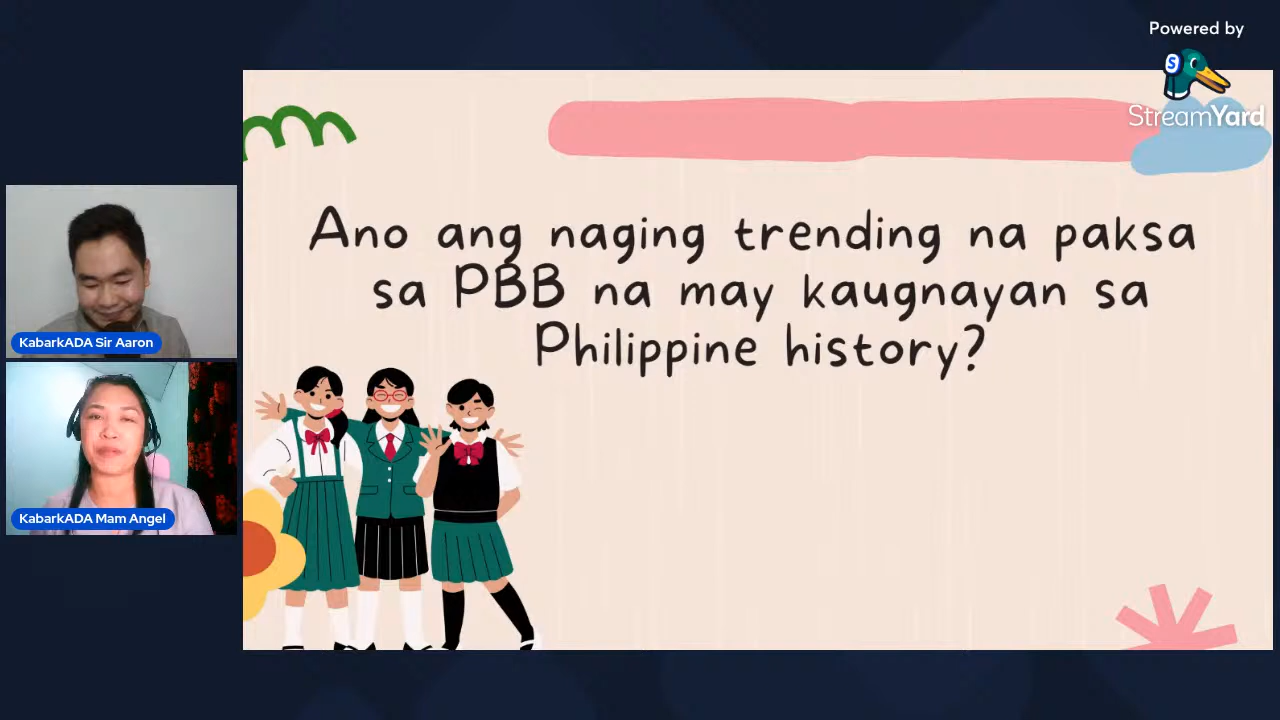 Powered by
S
StreamYard
Ano ang naging trending na paksa
sa PBB na may kaugnayan sa
Philippine history?
KabarkADA Sir Aaron
KabarkADA Mam Angel